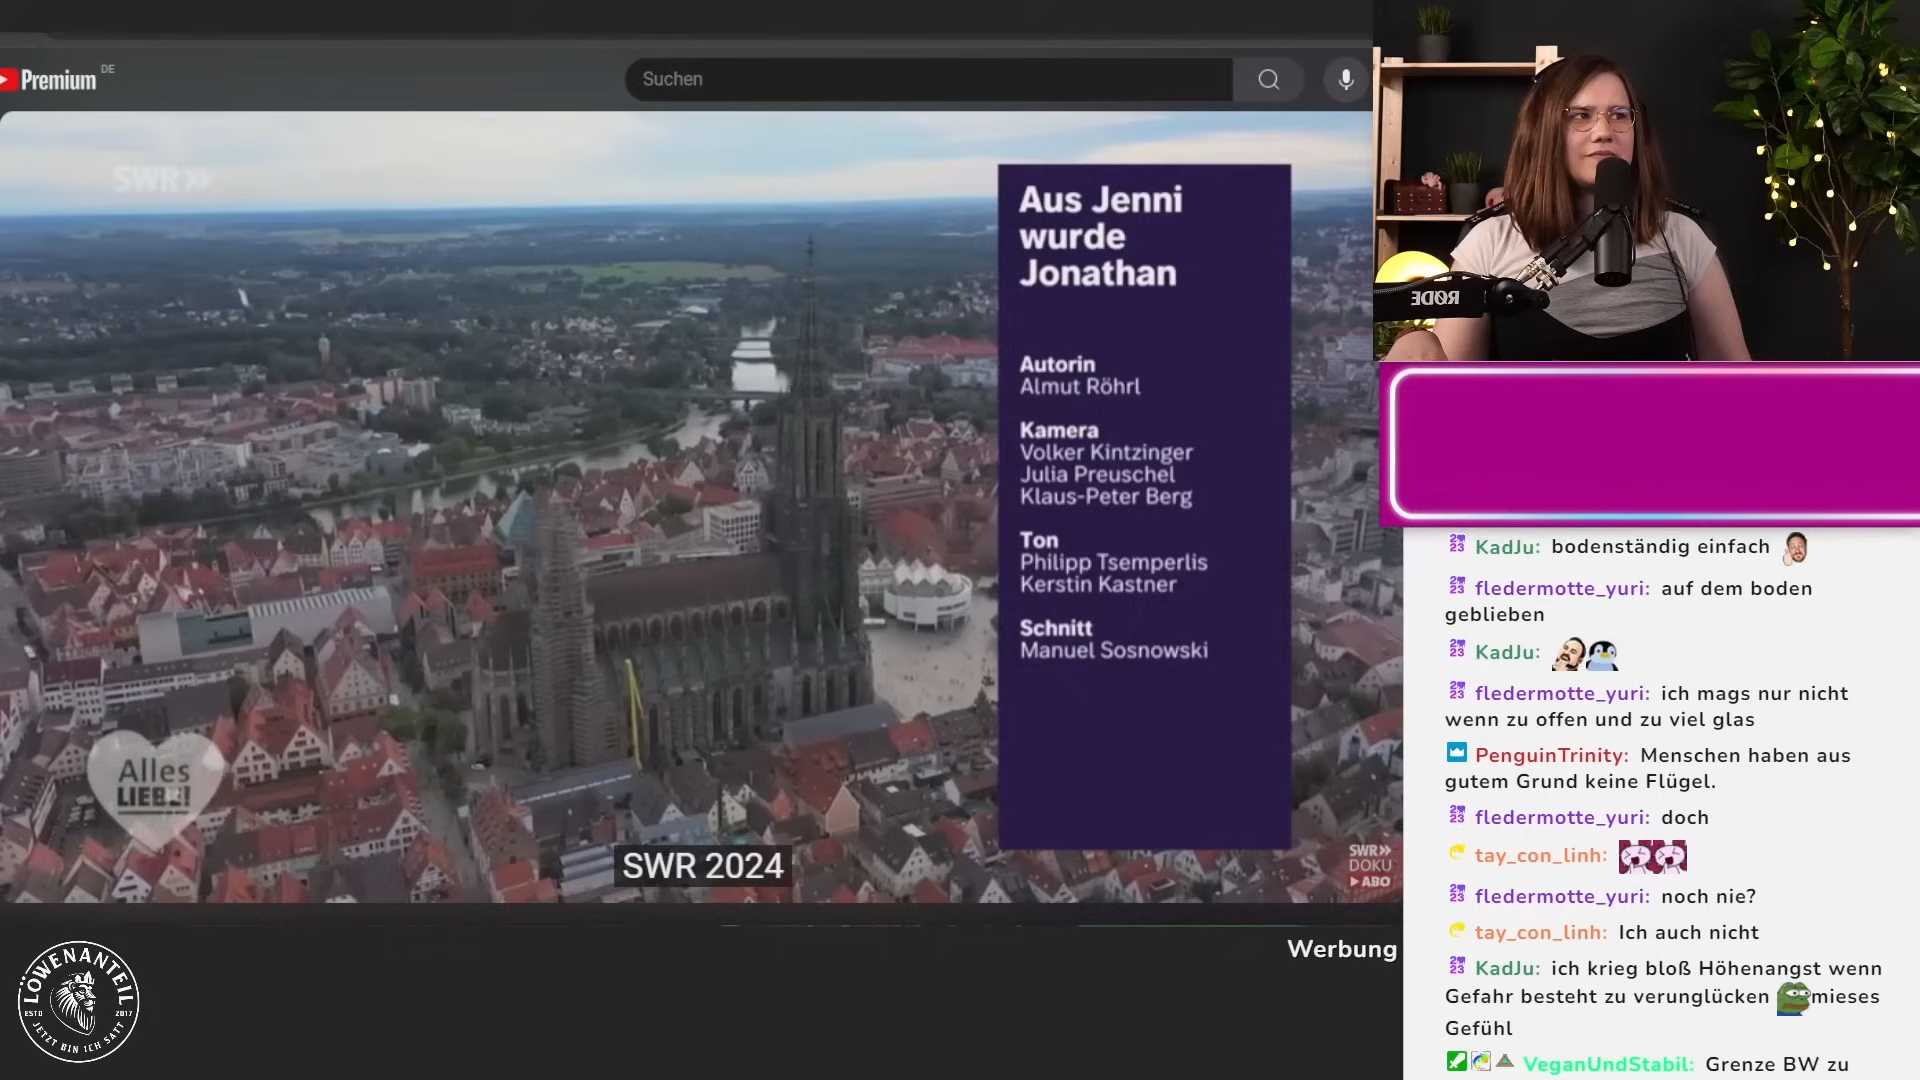 Premium DE
Suchen
SWR»
Aus Jenni
wurde
Jonathan
Autorin
Almut Röhrl
Kamera
Volker Kintzinger
Julia Preuschel
Klaus-Peter Berg
Ton
Philipp Tsemperlis
Kerstin Kastner
Schnitt
Manuel Sosnowski
Alles
LIEBE!
SWR 2024
SWR»
DOKU
ABO
Werbung
LÖWENANTEIL
ESTD 2017
JETZT BIN ICH SATT
RØDE
KadJu: bodenständig einfach
fledermotte_yuri: auf dem boden
geblieben
KadJu:
fledermotte_yuri: ich mags nur nicht
wenn zu offen und zu viel glas
PenguinTrinity: Menschen haben aus
gutem Grund keine Flügel.
fledermotte_yuri: doch
tay_con_linh:
fledermotte_yuri: noch nie?
tay_con_linh: Ich auch nicht
KadJu: ich krieg bloß Höhenangst wenn
Gefahr besteht zu verunglücken mieses
Gefühl
VeganUndStabil: Grenze BW zu